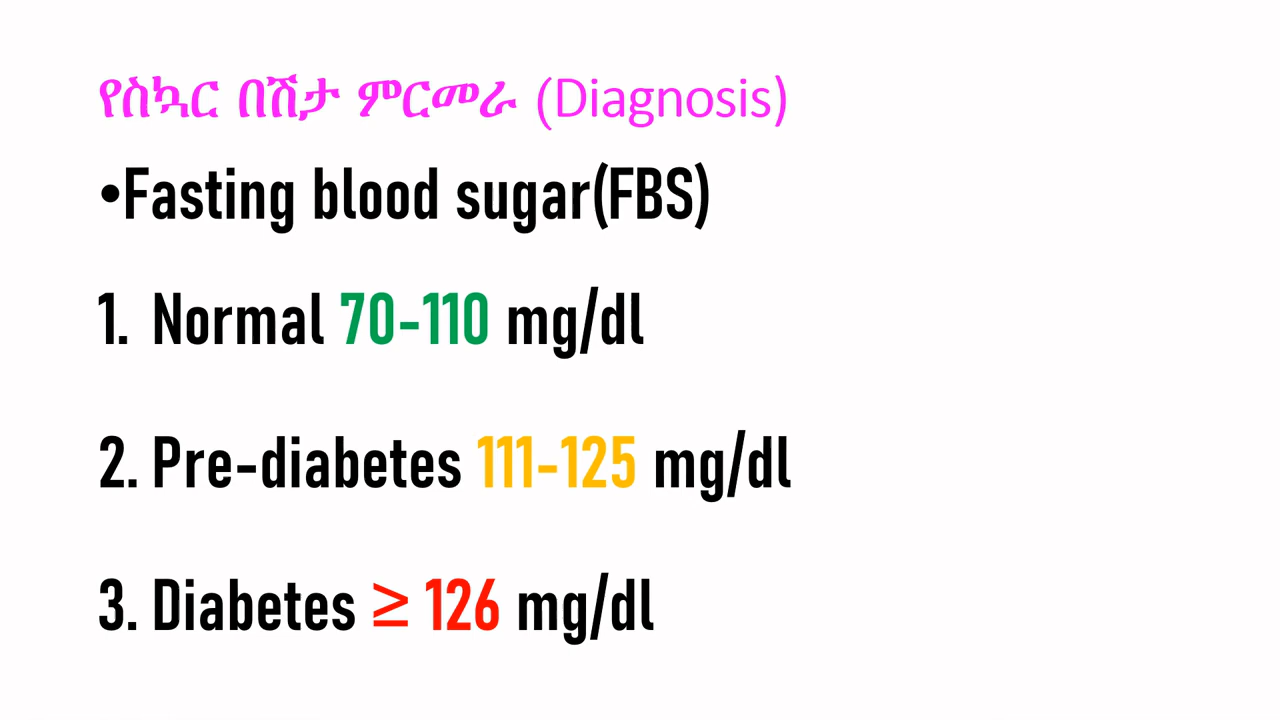 የስኳር በሽታ ምርመራ (Diagnosis)
•Fasting blood sugar(FBS)
1. Normal 70-110 mg/dl
2. Pre-diabetes 111-125 mg/dl
3. Diabetes ≥ 126 mg/dl